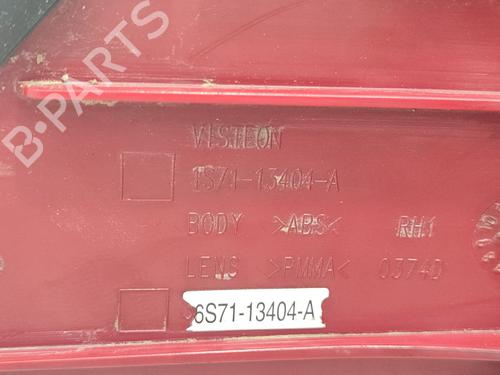 B-PARTS
VISTEON
1S71-13404-A
BODY >ABS< RH1
LENS >PMMA< 03740
6S71-13404-A